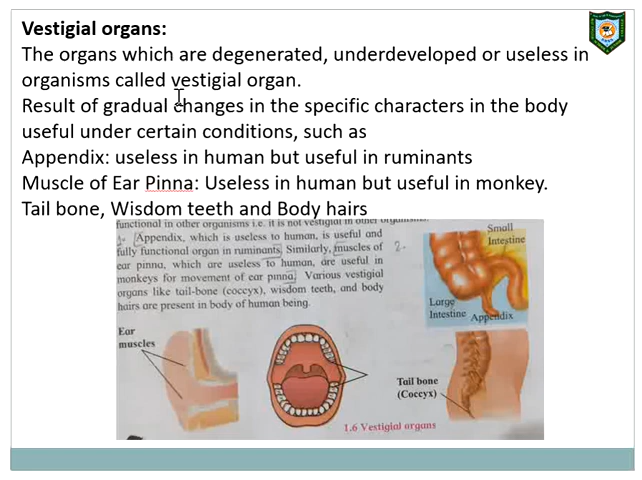 Vestigial organs:
The organs which are degenerated, underdeveloped or useless in
organisms called vestigial organ.
Result of gradual changes in the specific characters in the body
useful under certain conditions, such as
Appendix: useless in human but useful in ruminants
Muscle of Ear Pinna: Useless in human but useful in monkey.
Tail bone, Wisdom teeth and Body hairs
functional in other organisms i.e. it is not vestigial in other organisms.
1. Appendix, which is useless to human, is useful and
fully functional organ in ruminants. Similarly, muscles of
ear pinna, which are useless to human, are useful in
monkeys for movement of ear pinna. Various vestigial
organs like tail-bone (coccyx), wisdom teeth, and body
hairs are present in body of human being.
2.
Small
Intestine
Large
Intestine Appendix
Ear
muscles
Tail bone
(Coccyx)
1.6 Vestigial organs